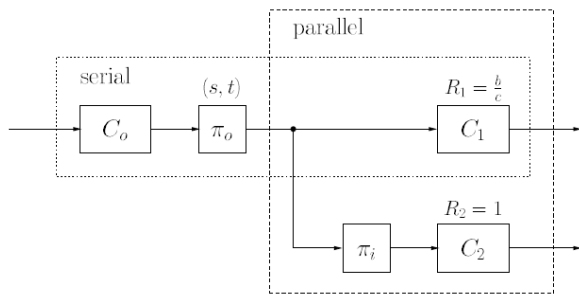 parallel
serial
(s, t)
R₁ = b/c
C_o
π_o
C₁
R₂ = 1
π_i
C₂